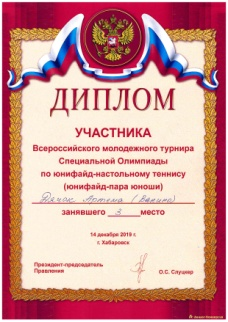 ДИПЛОМ
УЧАСТНИКА
Всероссийского молодежного турнира
Специальной Олимпиады
по юнифайд-настольному теннису
(юнифайд-пара юноши)
Дячок Артема (Ванино)
занявшего 3 место
14 декабря 2019 г.
г. Хабаровск
Президент-председатель
Правления
О.С. Слуцкер